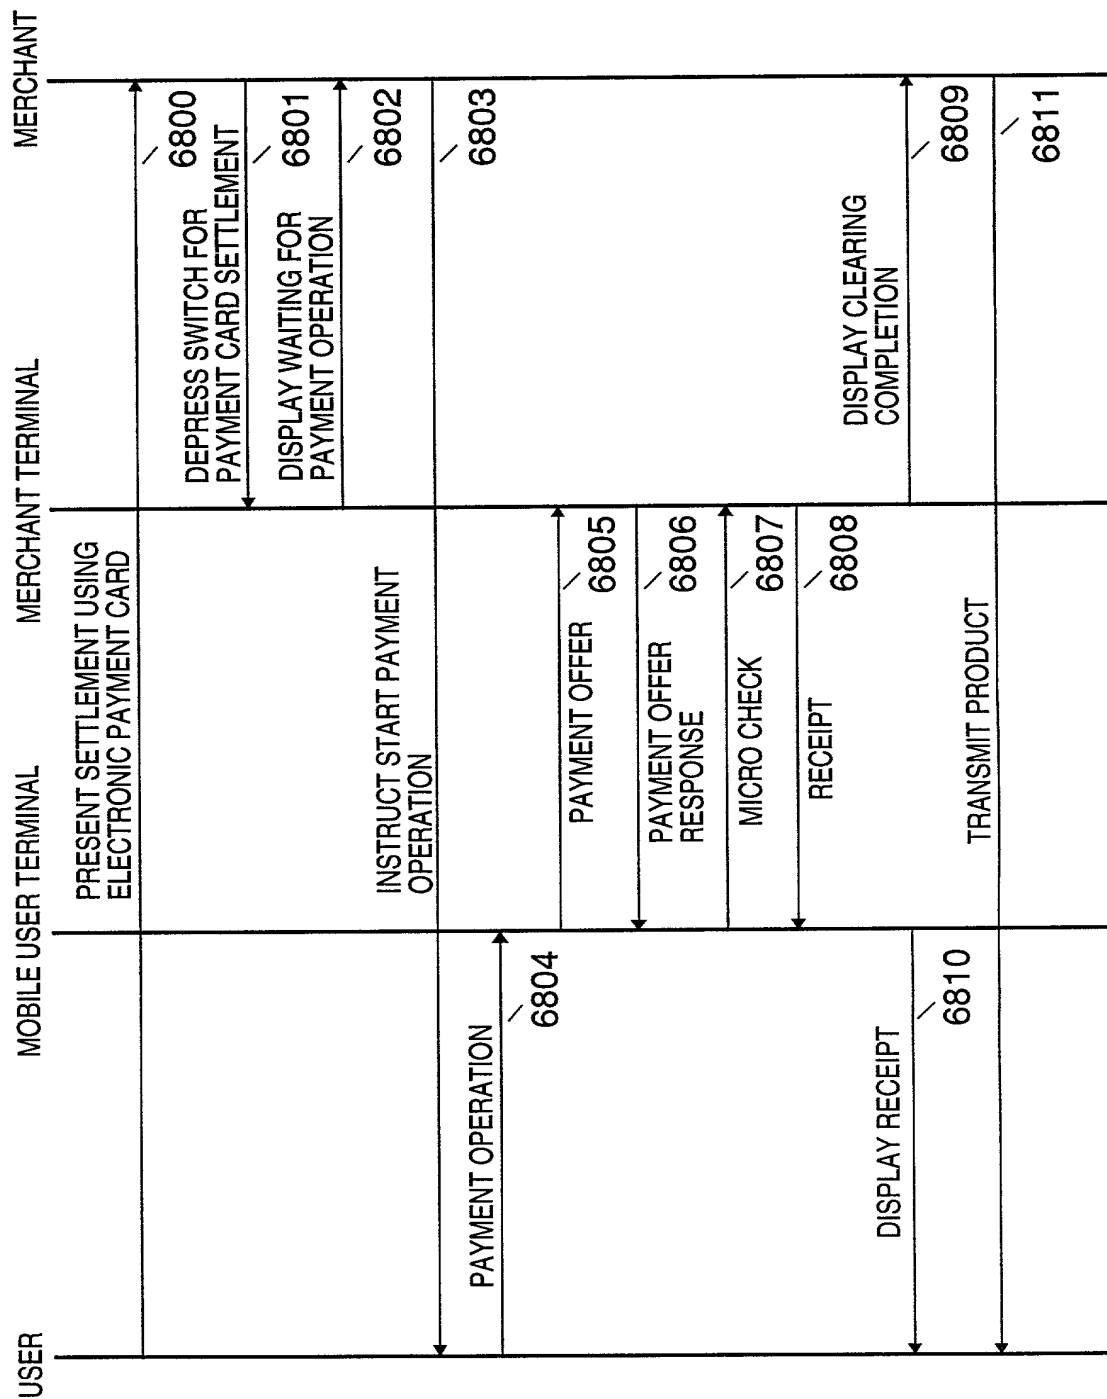 USER
MOBILE USER TERMINAL
MERCHANT TERMINAL
MERCHANT
PRESENT SETTLEMENT USING
ELECTRONIC PAYMENT CARD
6800
DEPRESS SWITCH FOR
PAYMENT CARD SETTLEMENT
6801
DISPLAY WAITING FOR
PAYMENT OPERATION
6802
INSTRUCT START PAYMENT
OPERATION
6803
PAYMENT OPERATION
6804
PAYMENT OFFER
6805
PAYMENT OFFER
RESPONSE
6806
MICRO CHECK
6807
RECEIPT
6808
DISPLAY CLEARING
COMPLETION
6809
DISPLAY RECEIPT
6810
TRANSMIT PRODUCT
6811